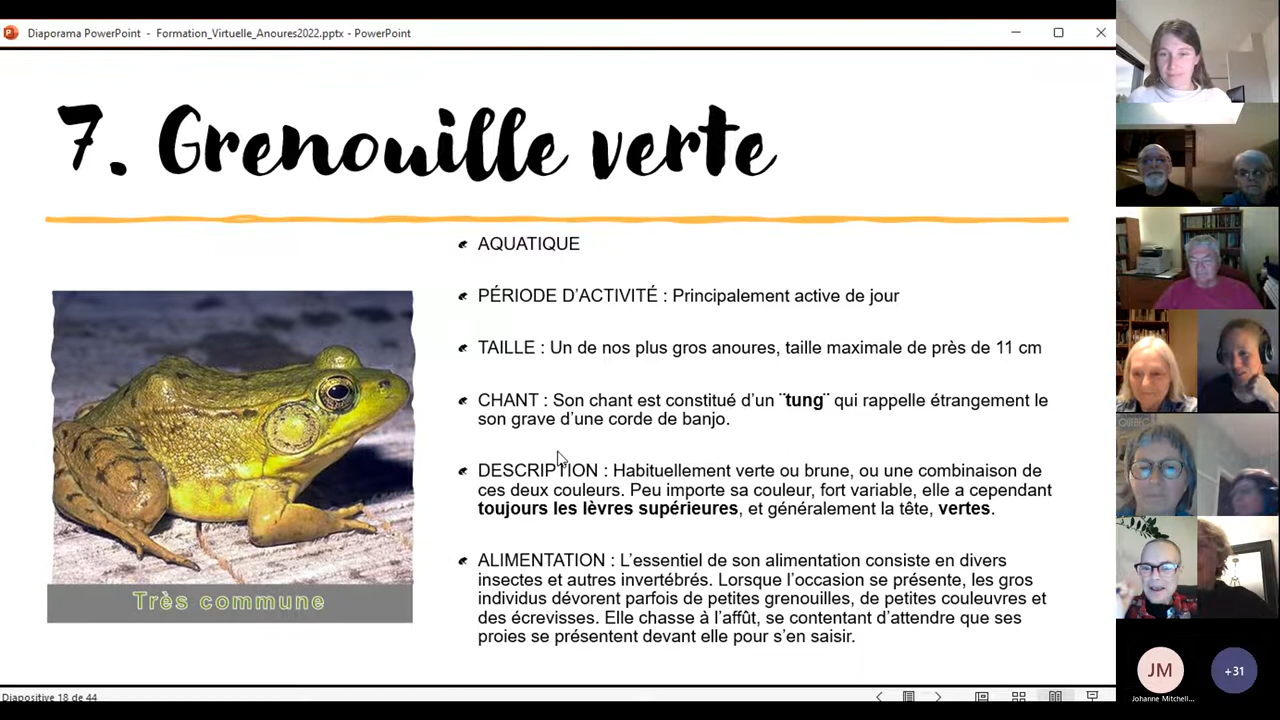 Diaporama PowerPoint - Formation_Virtuelle_Anoures2022.pptx - PowerPoint
7. Grenouille verte
AQUATIQUE
PÉRIODE D'ACTIVITÉ : Principalement active de jour
TAILLE : Un de nos plus gros anoures, taille maximale de près de 11 cm
CHANT : Son chant est constitué d'un ¨tung¨ qui rappelle étrangement le
son grave d'une corde de banjo.
DESCRIPTION : Habituellement verte ou brune, ou une combinaison de
ces deux couleurs. Peu importe sa couleur, fort variable, elle a cependant
toujours les lèvres supérieures, et généralement la tête, vertes.
ALIMENTATION : L'essentiel de son alimentation consiste en divers
insectes et autres invertébrés. Lorsque l'occasion se présente, les gros
individus dévorent parfois de petites grenouilles, de petites couleuvres et
des écrevisses. Elle chasse à l'affût, se contentant d'attendre que ses
proies se présentent devant elle pour s'en saisir.
Très commune
Diapositive 18 de 44
JM
+31
Johanne Mitchell...